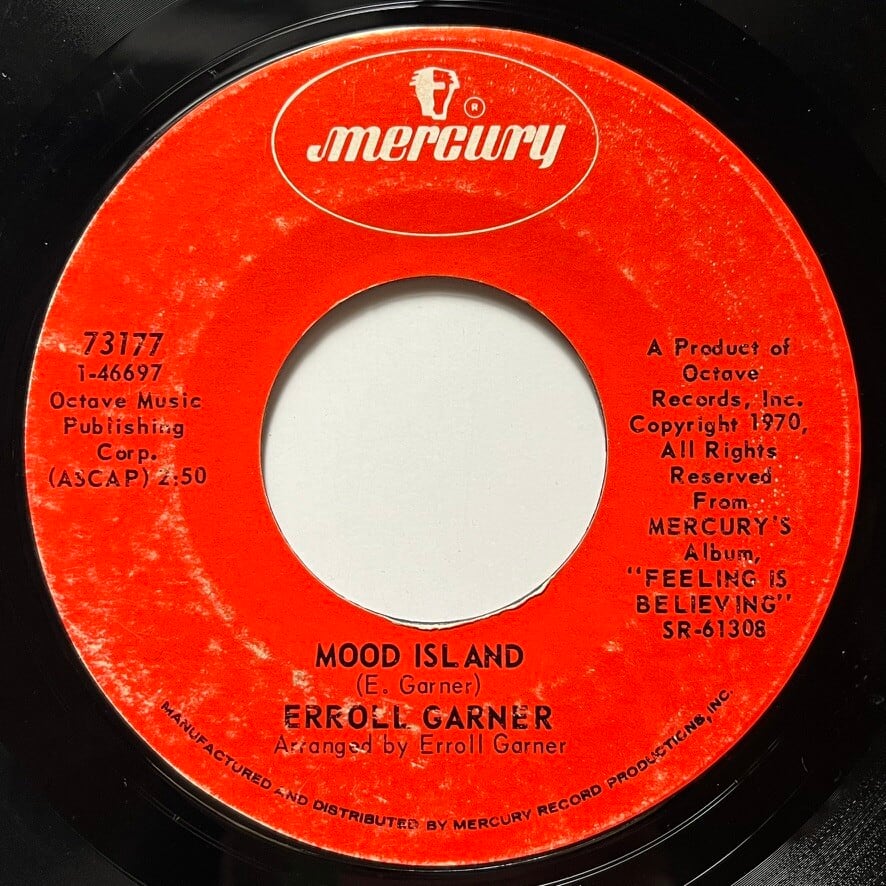 ®
mercury
73177
1-46697
Octave Music
Publishing
Corp.
(ASCAP) 2:50
A Product of
Octave
Records, Inc.
Copyright 1970,
All Rights
Reserved
From
MERCURY'S
Album,
"FEELING IS
BELIEVING"
SR-61308
MOOD ISLAND
(E. Garner)
ERROLL GARNER
Arranged by Erroll Garner
MANUFACTURED AND DISTRIBUTED BY MERCURY RECORD PRODUCTIONS, INC.